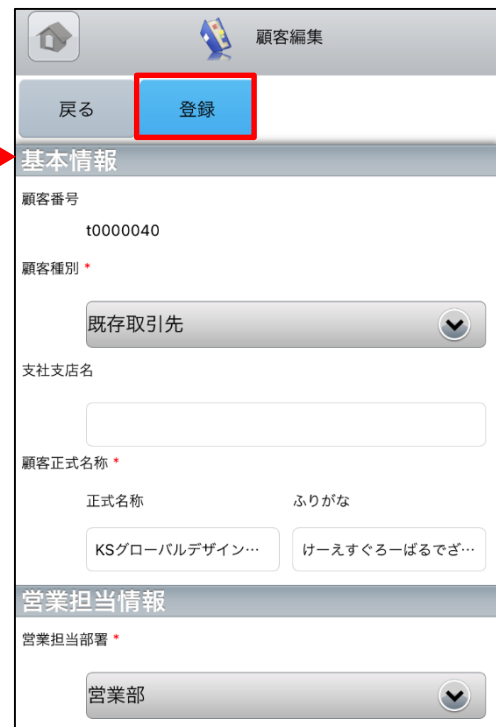 顧客編集
戻る 登録
基本情報
顧客番号
t0000040
顧客種別 *
既存取引先
支社支店名
顧客正式名称 *
正式名称 ふりがな
KSグローバルデザイン… けーえすぐろーばるでざ…
営業担当情報
営業担当部署 *
営業部